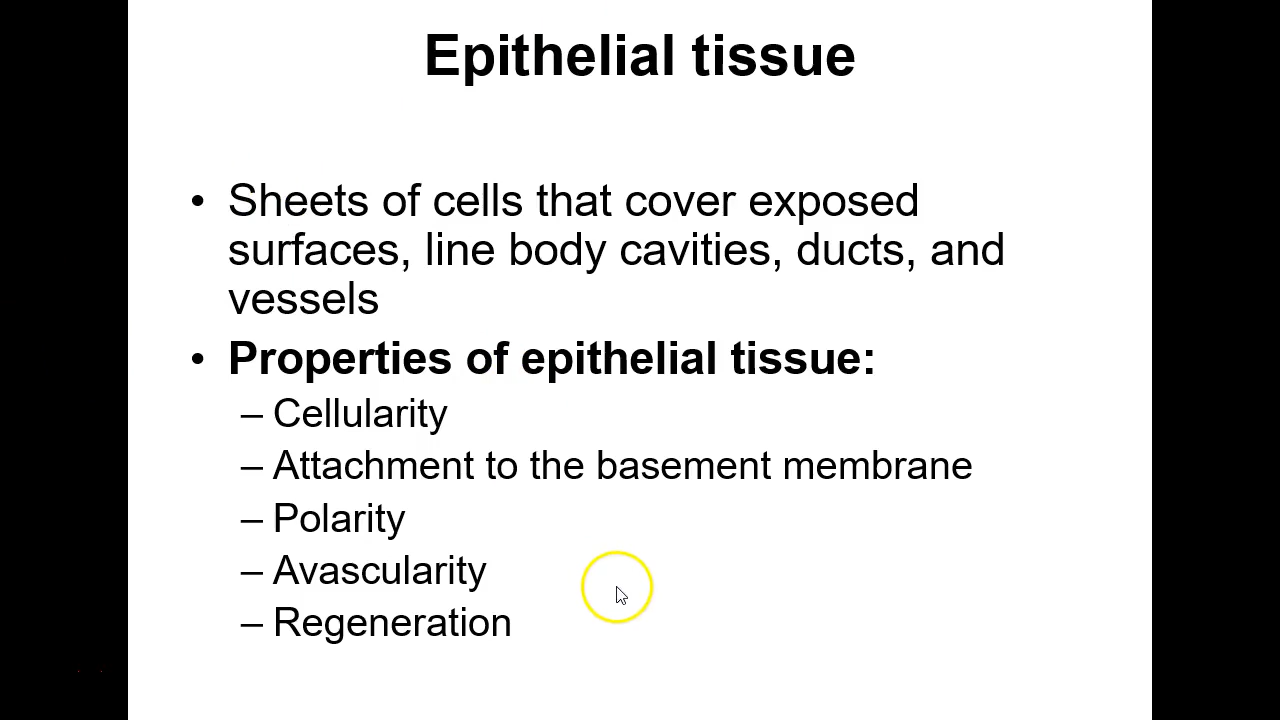 Epithelial tissue
• Sheets of cells that cover exposed
surfaces, line body cavities, ducts, and
vessels
• Properties of epithelial tissue:
– Cellularity
– Attachment to the basement membrane
– Polarity
– Avascularity
– Regeneration